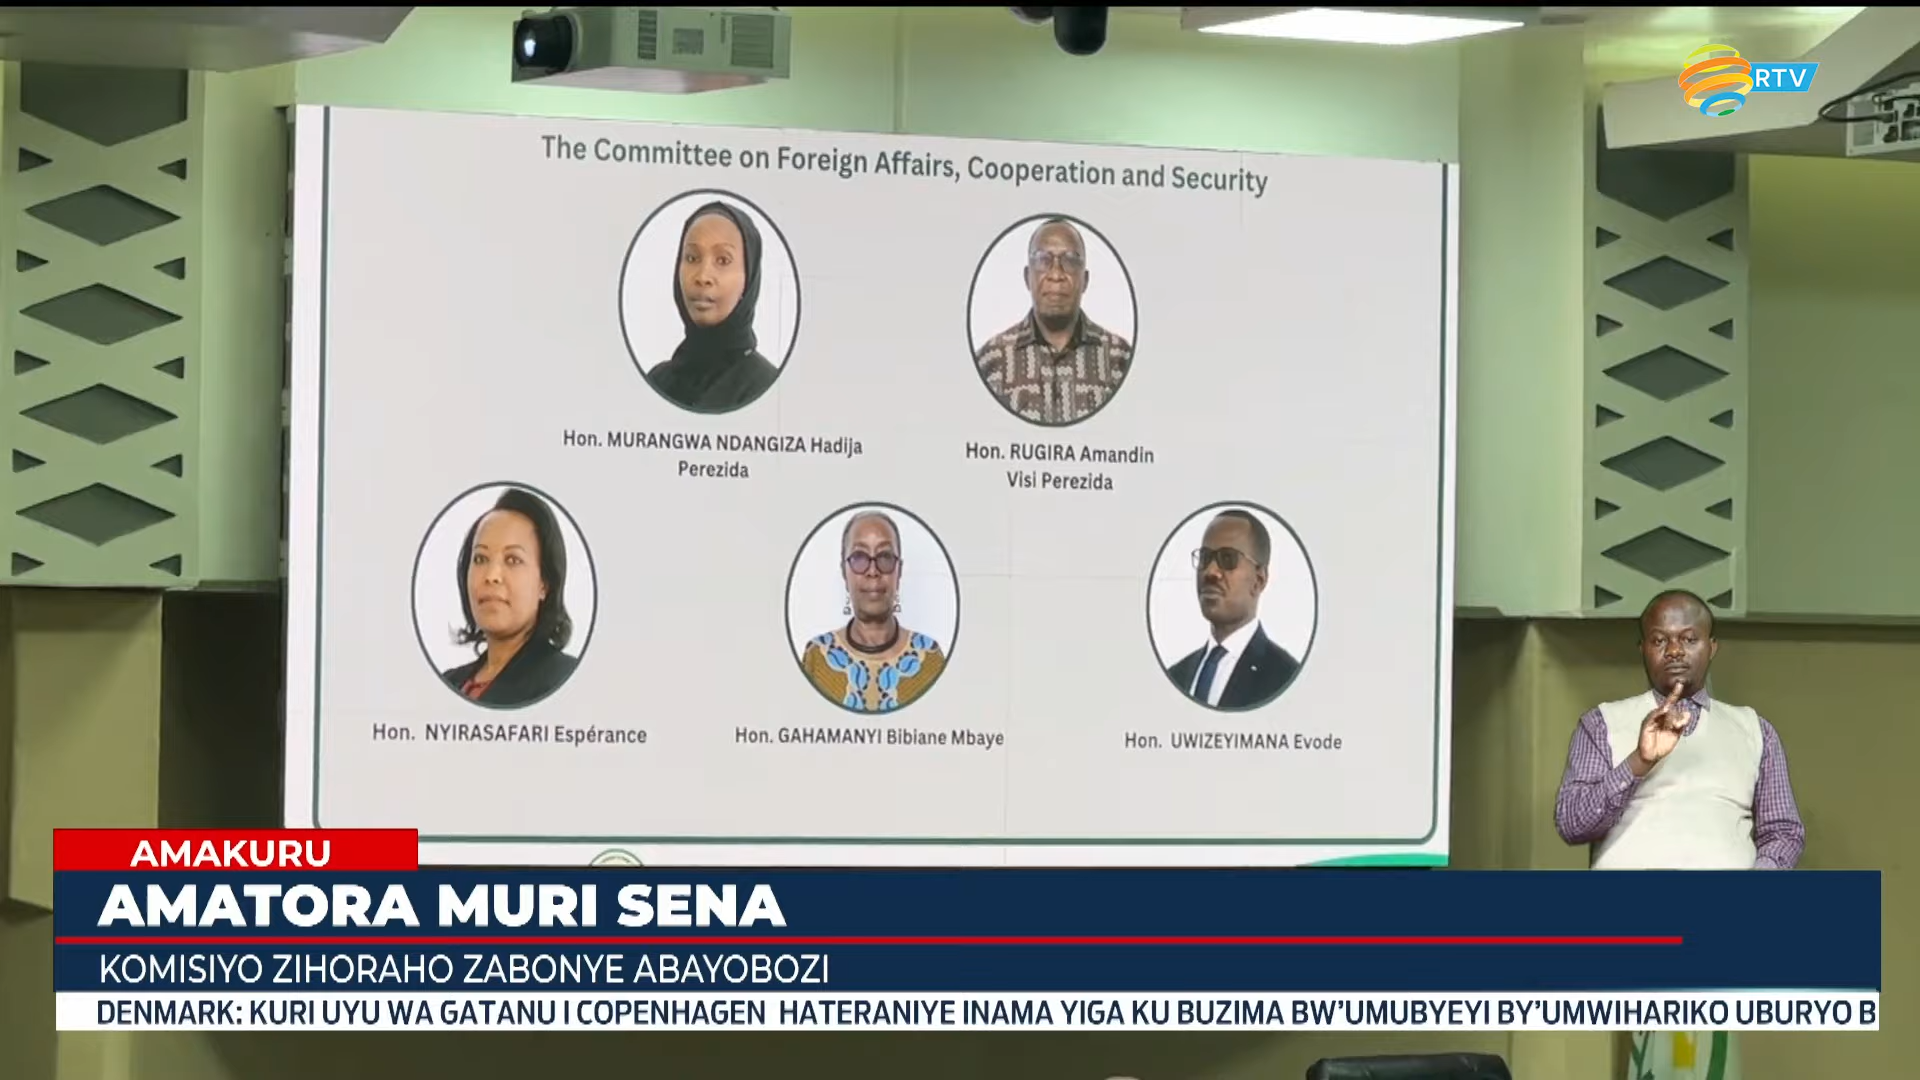 RTV
The Committee on Foreign Affairs, Cooperation and Security
Hon. MURANGWA NDANGIZA Hadija
Perezida
Hon. RUGIRA Amandin
Visi Perezida
Hon. NYIRASAFARI Espérance
Hon. GAHAMANYI Bibiane Mbaye
Hon. UWIZEYIMANA Evode
AMAKURU
AMATORA MURI SENA
KOMISIYO ZIHORAHO ZABONYE ABAYOBOZI
DENMARK: KURI UYU WA GATANU I COPENHAGEN HATERANIYE INAMA YIGA KU BUZIMA BW'UMUBYEYI BY'UMWIHARIKO UBURYO B